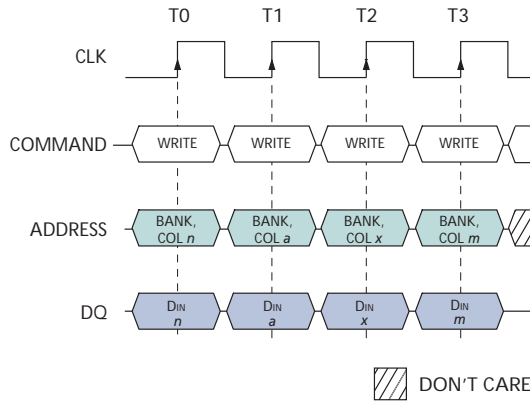 T0 T1 T2 T3
CLK
COMMAND WRITE WRITE WRITE WRITE
ADDRESS BANK, COL n BANK, COL a BANK, COL x BANK, COL m
DQ DIN n DIN a DIN x DIN m
DON'T CARE